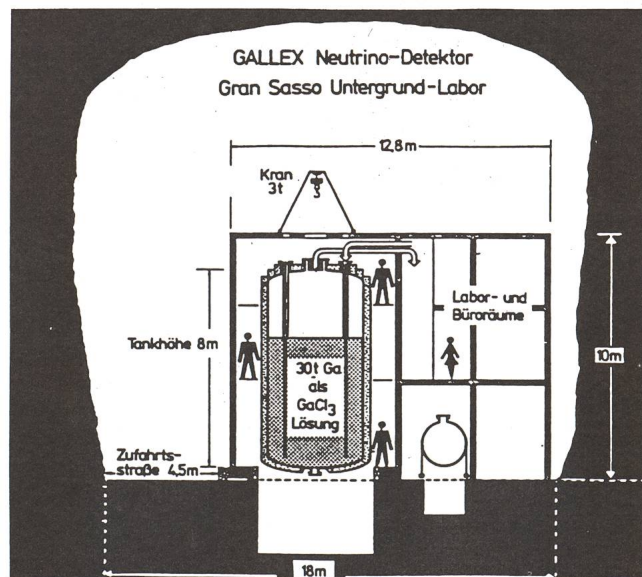 GALLEX Neutrino-Detektor
Gran Sasso Untergrund-Labor
12,8m
Kran
3t
Labor- und
Büroräume
Tankhöhe 8m
10m
30t Ga
als
GaCl₃
Lösung
Zufahrts-
straße 4,5m
18m